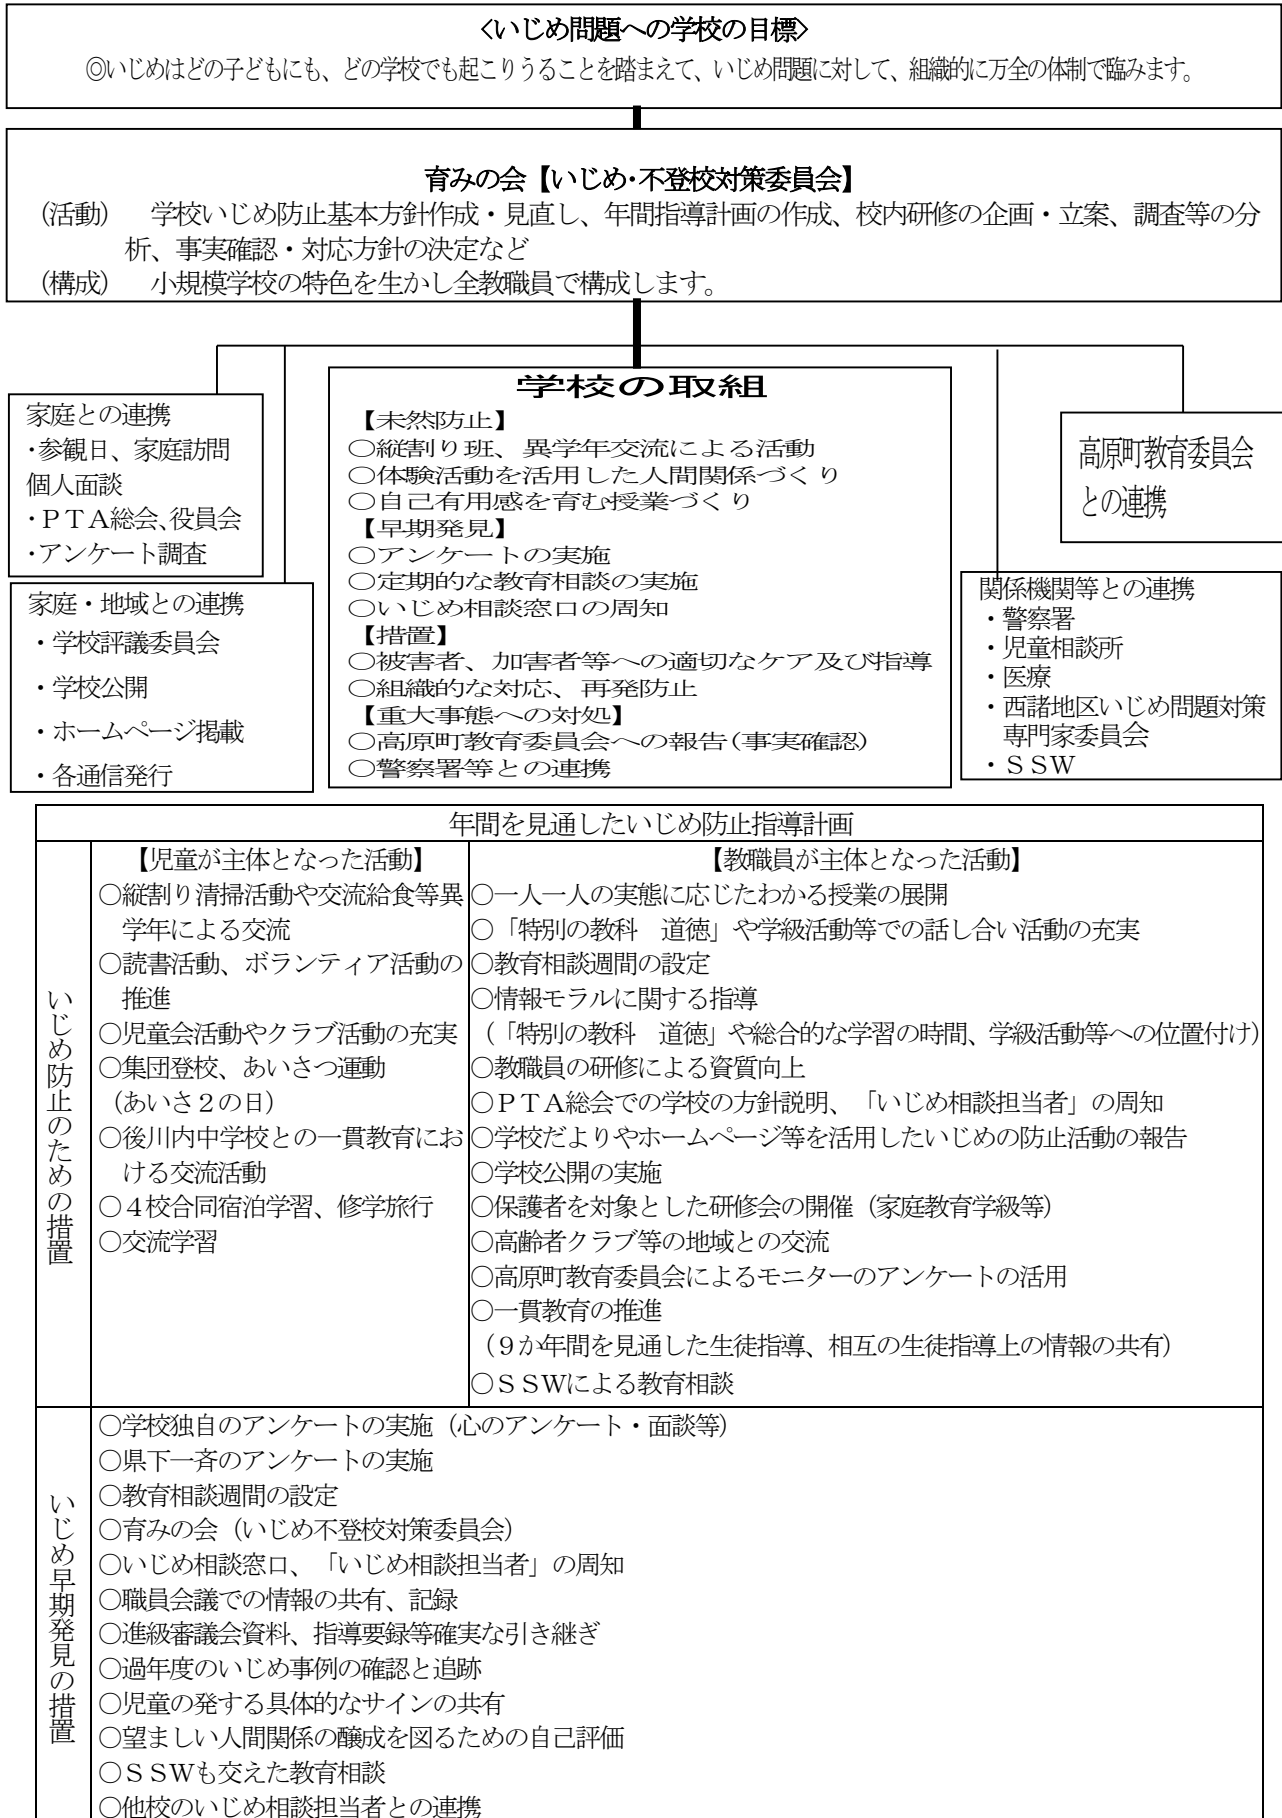 <いじめ問題への学校の目標>
◎いじめはどの子どもにも、どの学校でも起こりうることを踏まえて、いじめ問題に対して、組織的に万全の体制で臨みます。
育みの会【いじめ・不登校対策委員会】
(活動)　学校いじめ防止基本方針作成・見直し、年間指導計画の作成、校内研修の企画・立案、調査等の分
析、事実確認・対応方針の決定など
(構成)　小規模学校の特色を生かし全教職員で構成します。
家庭との連携
・参観日、家庭訪問
個人面談
・ＰＴＡ総会、役員会
・アンケート調査
家庭・地域との連携
・学校評議委員会
・学校公開
・ホームページ掲載
・各通信発行
学校の取組
【未然防止】
○縦割り班、異学年交流による活動
○体験活動を活用した人間関係づくり
○自己有用感を育む授業づくり
【早期発見】
○アンケートの実施
○定期的な教育相談の実施
○いじめ相談窓口の周知
【措置】
○被害者、加害者等への適切なケア及び指導
○組織的な対応、再発防止
【重大事態への対処】
○高原町教育委員会への報告(事実確認)
○警察署等との連携
高原町教育委員会
との連携
関係機関等との連携
・警察署
・児童相談所
・医療
・西諸地区いじめ問題対策
専門家委員会
・ＳＳＷ
年間を見通したいじめ防止指導計画
いじめ防止のための措置
【児童が主体となった活動】
○縦割り清掃活動や交流給食等異
学年による交流
○読書活動、ボランティア活動の
推進
○児童会活動やクラブ活動の充実
○集団登校、あいさつ運動
（あいさ２の日）
○後川内中学校との一貫教育にお
ける交流活動
○４校合同宿泊学習、修学旅行
○交流学習
【教職員が主体となった活動】
○一人一人の実態に応じたわかる授業の展開
○「特別の教科　道徳」や学級活動等での話し合い活動の充実
○教育相談週間の設定
○情報モラルに関する指導
（「特別の教科　道徳」や総合的な学習の時間、学級活動等への位置付け）
○教職員の研修による資質向上
○ＰＴＡ総会での学校の方針説明、「いじめ相談担当者」の周知
○学校だよりやホームページ等を活用したいじめの防止活動の報告
○学校公開の実施
○保護者を対象とした研修会の開催（家庭教育学級等）
○高齢者クラブ等の地域との交流
○高原町教育委員会によるモニターのアンケートの活用
○一貫教育の推進
（９か年間を見通した生徒指導、相互の生徒指導上の情報の共有）
○ＳＳＷによる教育相談
いじめ早期発見の措置
○学校独自のアンケートの実施（心のアンケート・面談等）
○県下一斉のアンケートの実施
○教育相談週間の設定
○育みの会（いじめ不登校対策委員会）
○いじめ相談窓口、「いじめ相談担当者」の周知
○職員会議での情報の共有、記録
○進級審議会資料、指導要録等確実な引き継ぎ
○過年度のいじめ事例の確認と追跡
○児童の発する具体的なサインの共有
○望ましい人間関係の醸成を図るための自己評価
○ＳＳＷも交えた教育相談
○他校のいじめ相談担当者との連携